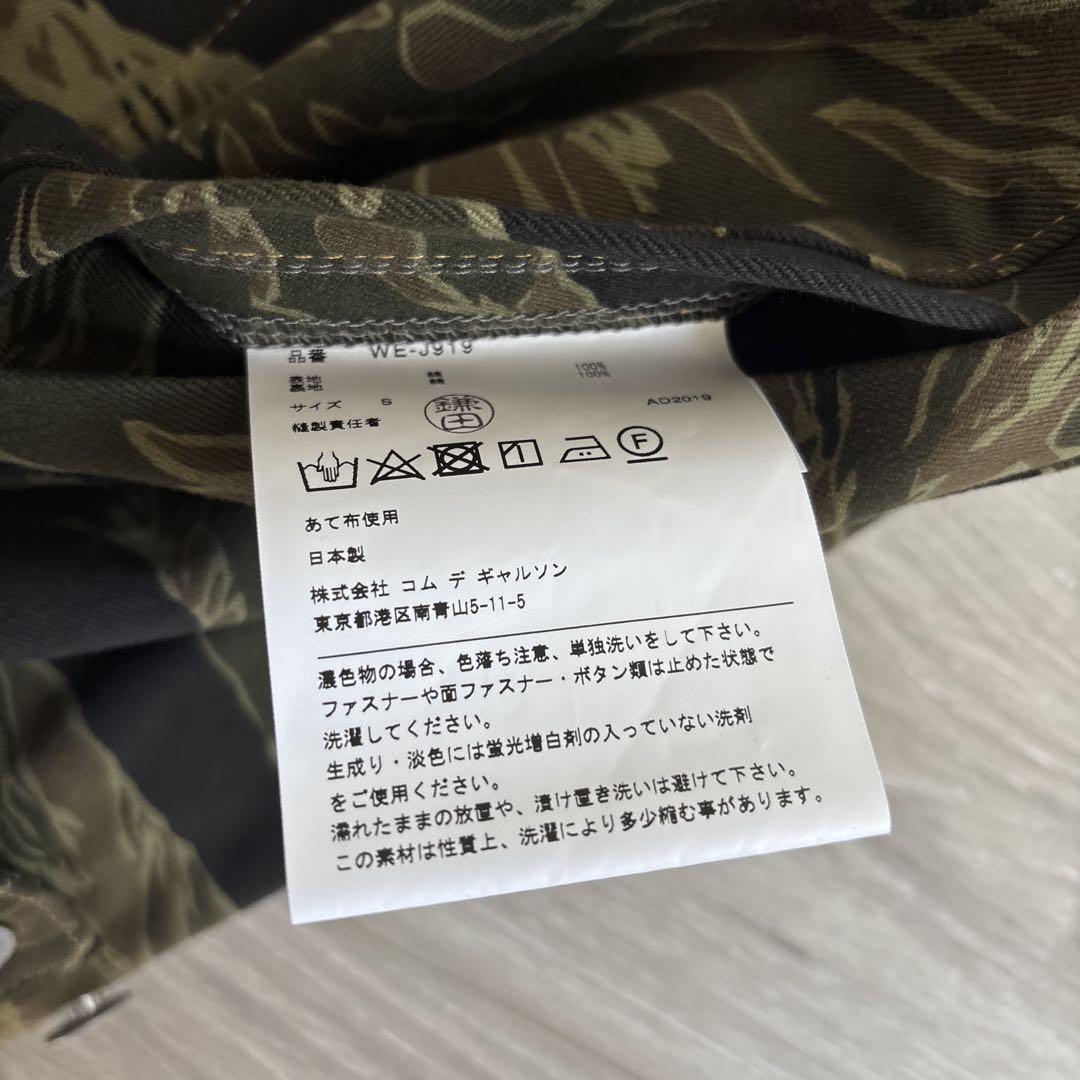 品番 WE-J919
表地 綿 100%
裏地 綿 100%
サイズ S AD2019
縫製責任者 鎌田
1 F
あて布使用
日本製
株式会社 コム デ ギャルソン
東京都港区南青山5-11-5
濃色物の場合、色落ち注意、単独洗いをして下さい。
ファスナーや面ファスナー・ボタン類は止めた状態で
洗濯してください。
生成り・淡色には蛍光増白剤の入っていない洗剤
をご使用ください。
濡れたままの放置や、漬け置き洗いは避けて下さい。
この素材は性質上、洗濯により多少縮む事があります。